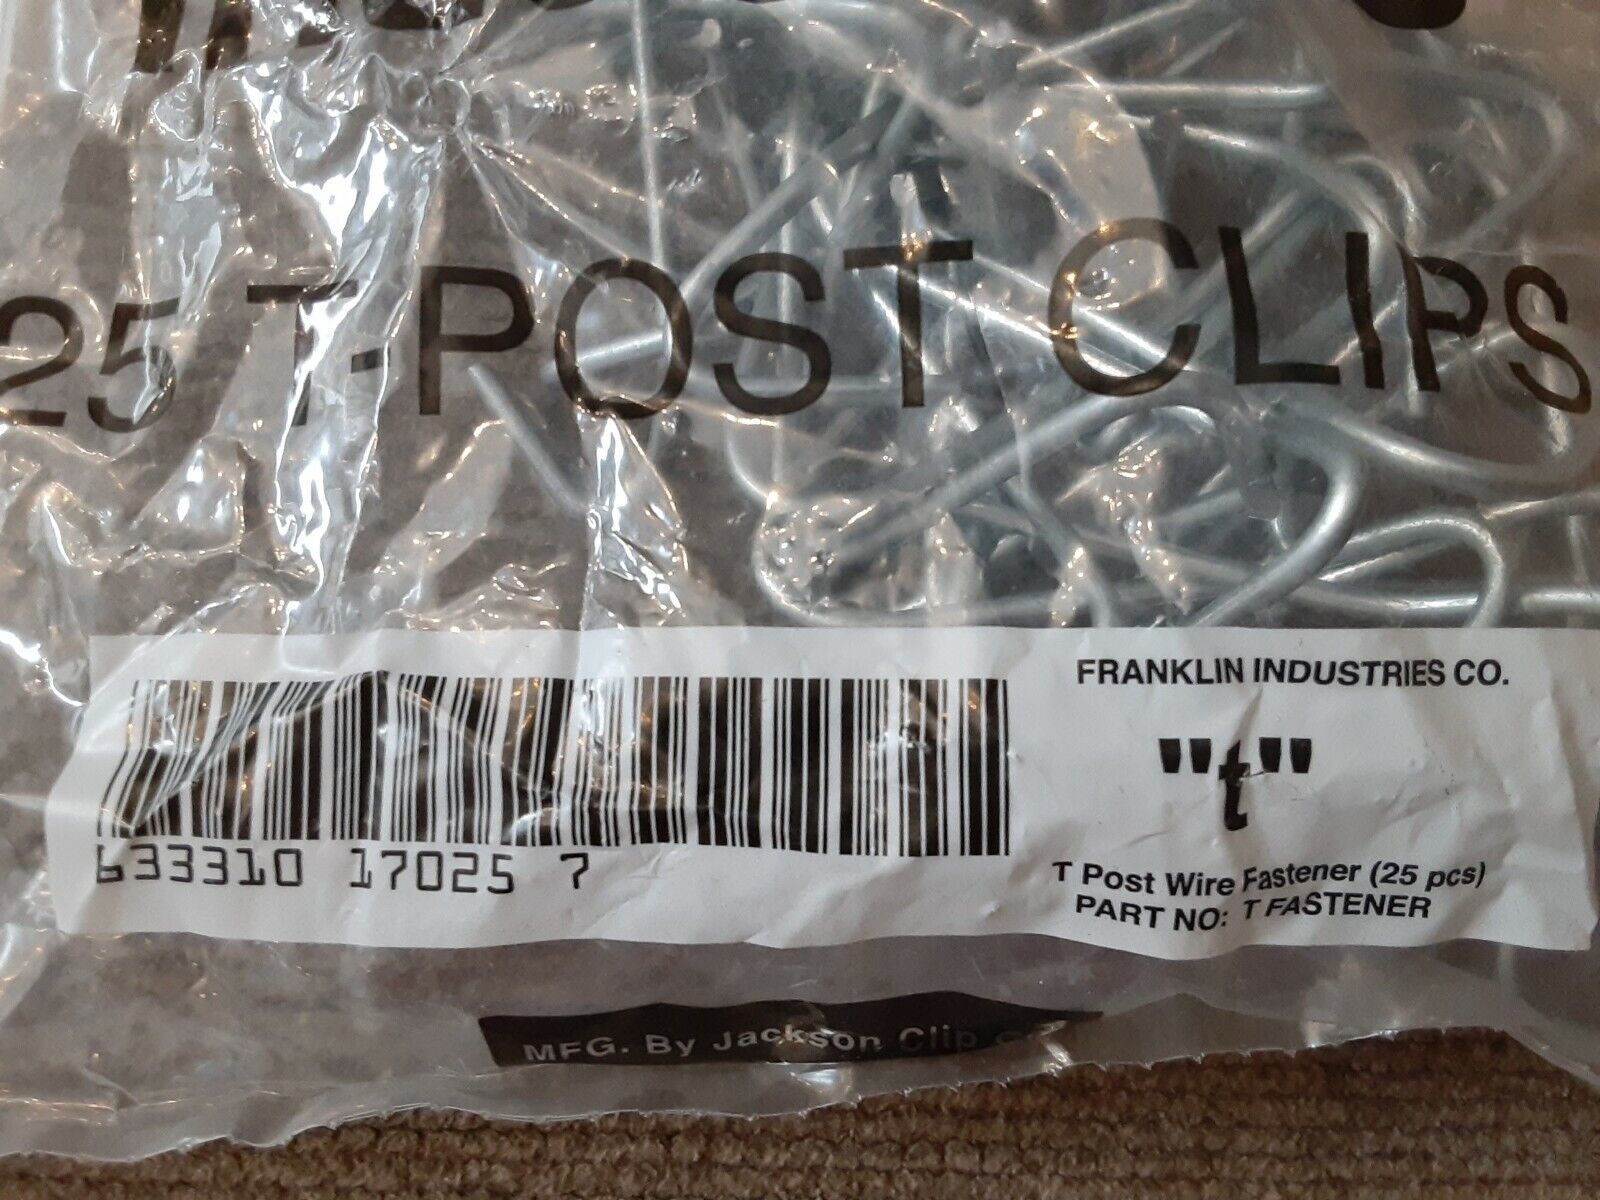 25 T-POST CLIPS
FRANKLIN INDUSTRIES CO.
"t"
633310 17025 7
T Post Wire Fastener (25 pcs)
PART NO: T FASTENER
MFG. By Jackson Clip